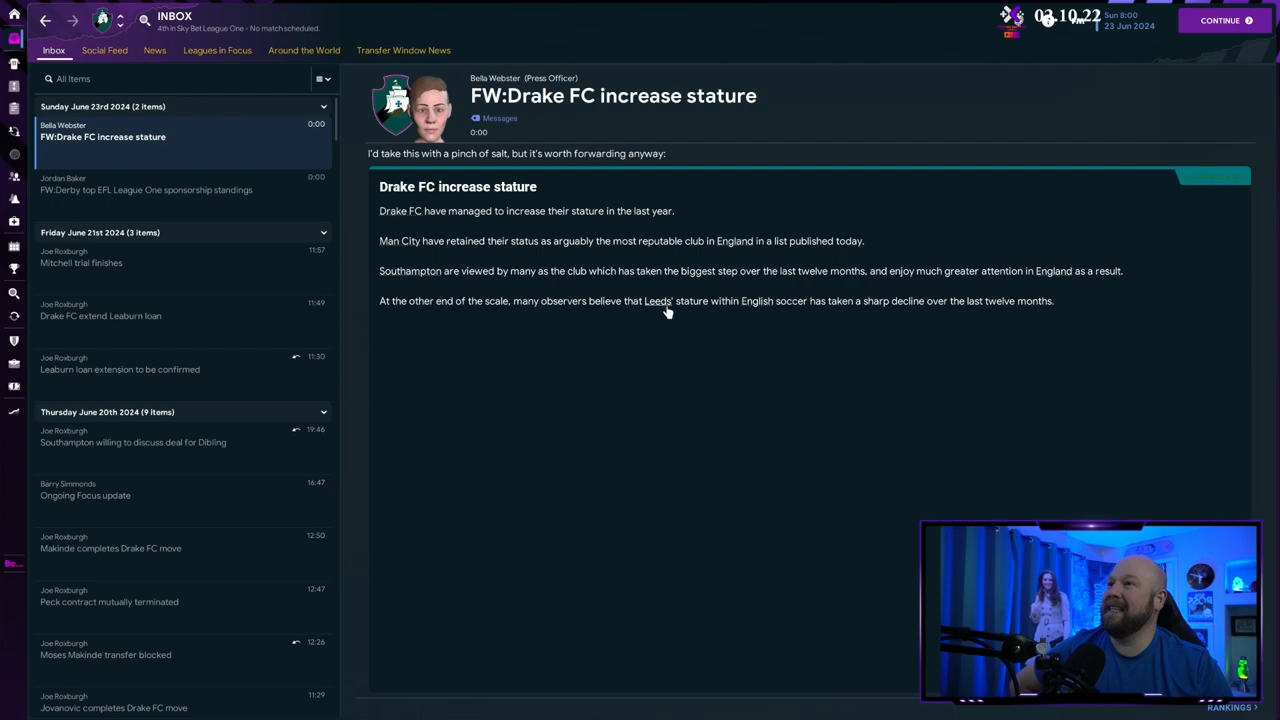 INBOX
4th in Sky Bet League One - No match scheduled.
03.10.22
Sun 8:00
23 Jun 2024
CONTINUE
Inbox
Social Feed
News
Leagues in Focus
Around the World
Transfer Window News
All Items
Sunday June 23rd 2024 (2 items)
Bella Webster
0:00
FW:Drake FC increase stature
Jordan Baker
0:00
FW:Derby top EFL League One sponsorship standings
Friday June 21st 2024 (3 items)
Joe Roxburgh
11:57
Mitchell trial finishes
Joe Roxburgh
11:49
Drake FC extend Leaburn loan
Joe Roxburgh
11:30
Leaburn loan extension to be confirmed
Thursday June 20th 2024 (9 items)
Joe Roxburgh
19:46
Southampton willing to discuss deal for Dibling
Barry Simmonds
16:47
Ongoing Focus update
Joe Roxburgh
12:50
Makinde completes Drake FC move
Joe Roxburgh
12:47
Peck contract mutually terminated
Joe Roxburgh
12:26
Moses Makinde transfer blocked
Joe Roxburgh
11:29
Jovanovic completes Drake FC move
Bo...
Bella Webster (Press Officer)
FW:Drake FC increase stature
Messages
0:00
I'd take this with a pinch of salt, but it's worth forwarding anyway:
Drake FC increase stature
Drake FC have managed to increase their stature in the last year.
Man City have retained their status as arguably the most reputable club in England in a list published today.
Southampton are viewed by many as the club which has taken the biggest step over the last twelve months, and enjoy much greater attention in England as a result.
At the other end of the scale, many observers believe that Leeds' stature within English soccer has taken a sharp decline over the last twelve months.
RANKINGS